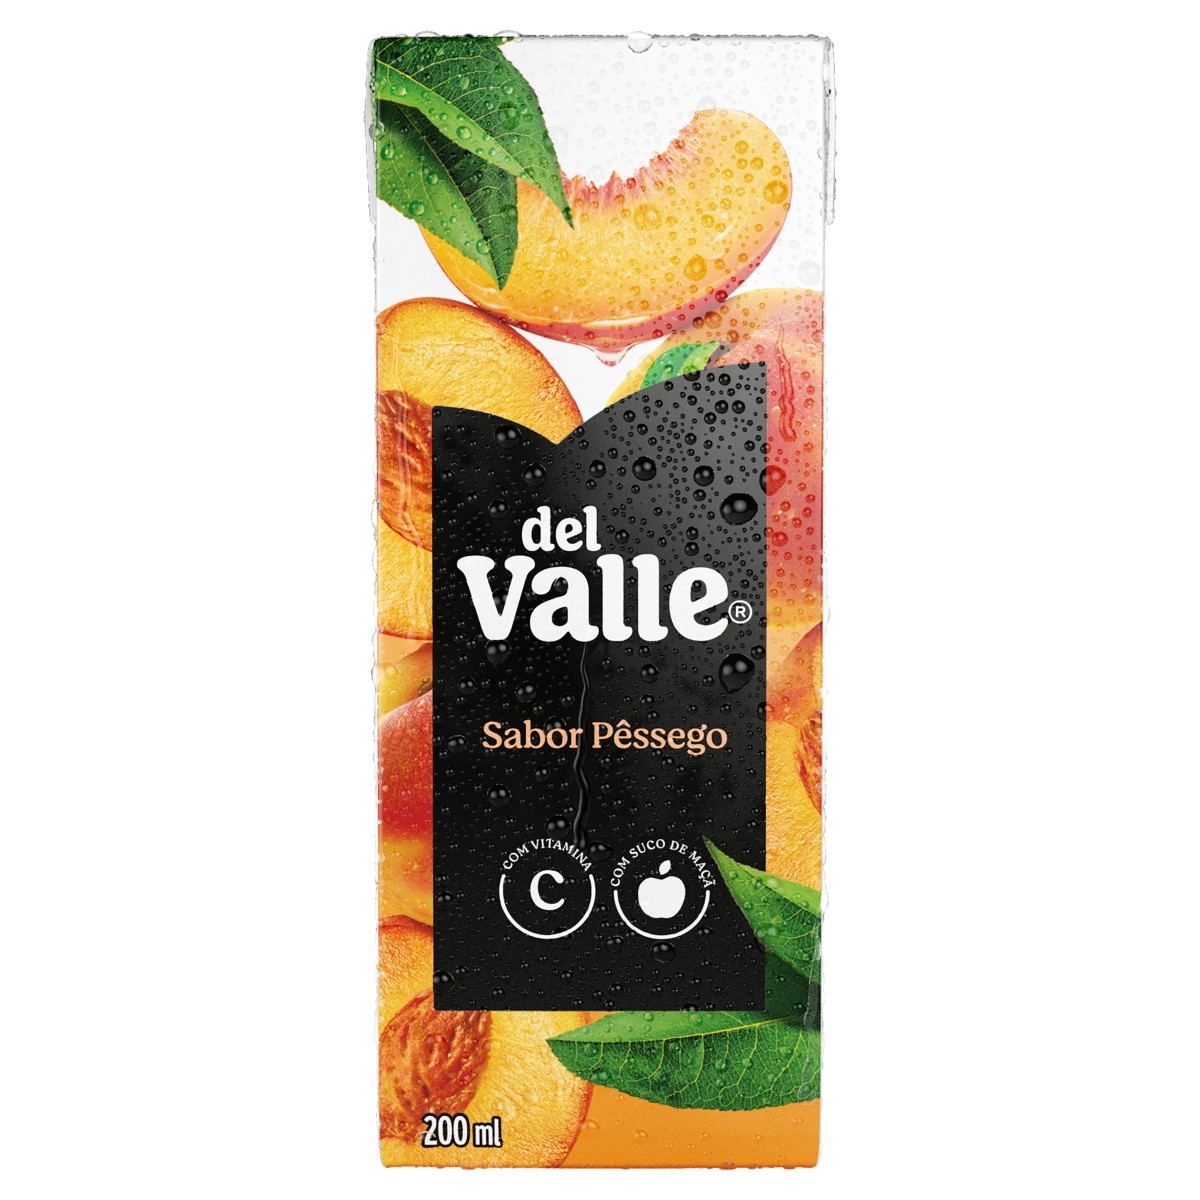 del
Valle®
Sabor Pêssego
COM VITAMINA
C
COM SUCO DE MAÇÃ
200 ml